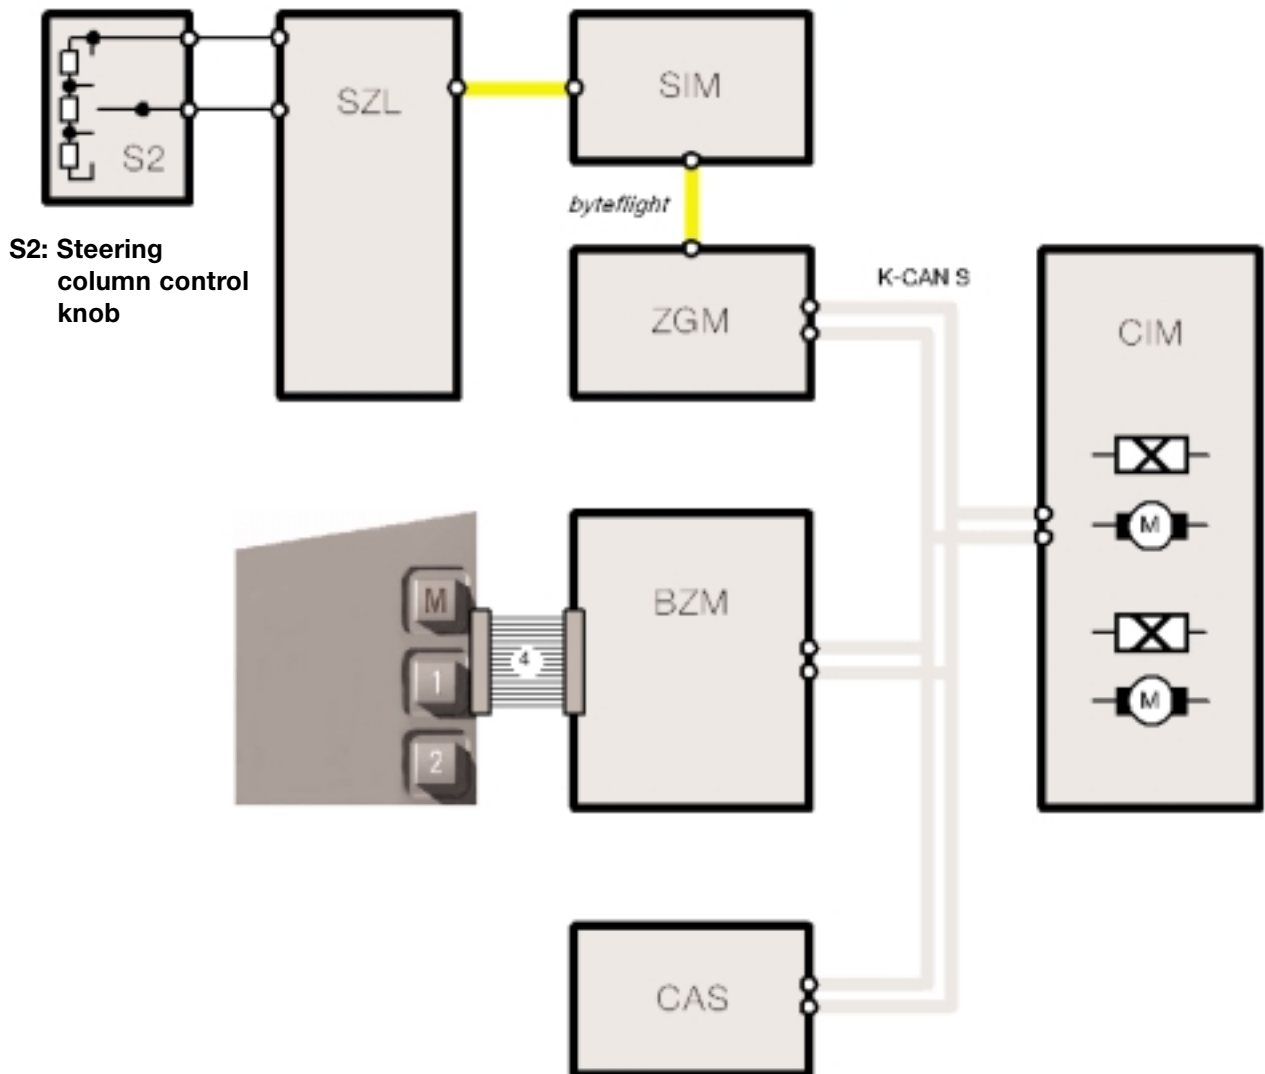 SZL
SIM
S2
byteflight
S2: Steering
column control
knob
K-CAN S
ZGM
CIM
M
BZM
M
4
1
M
2
CAS